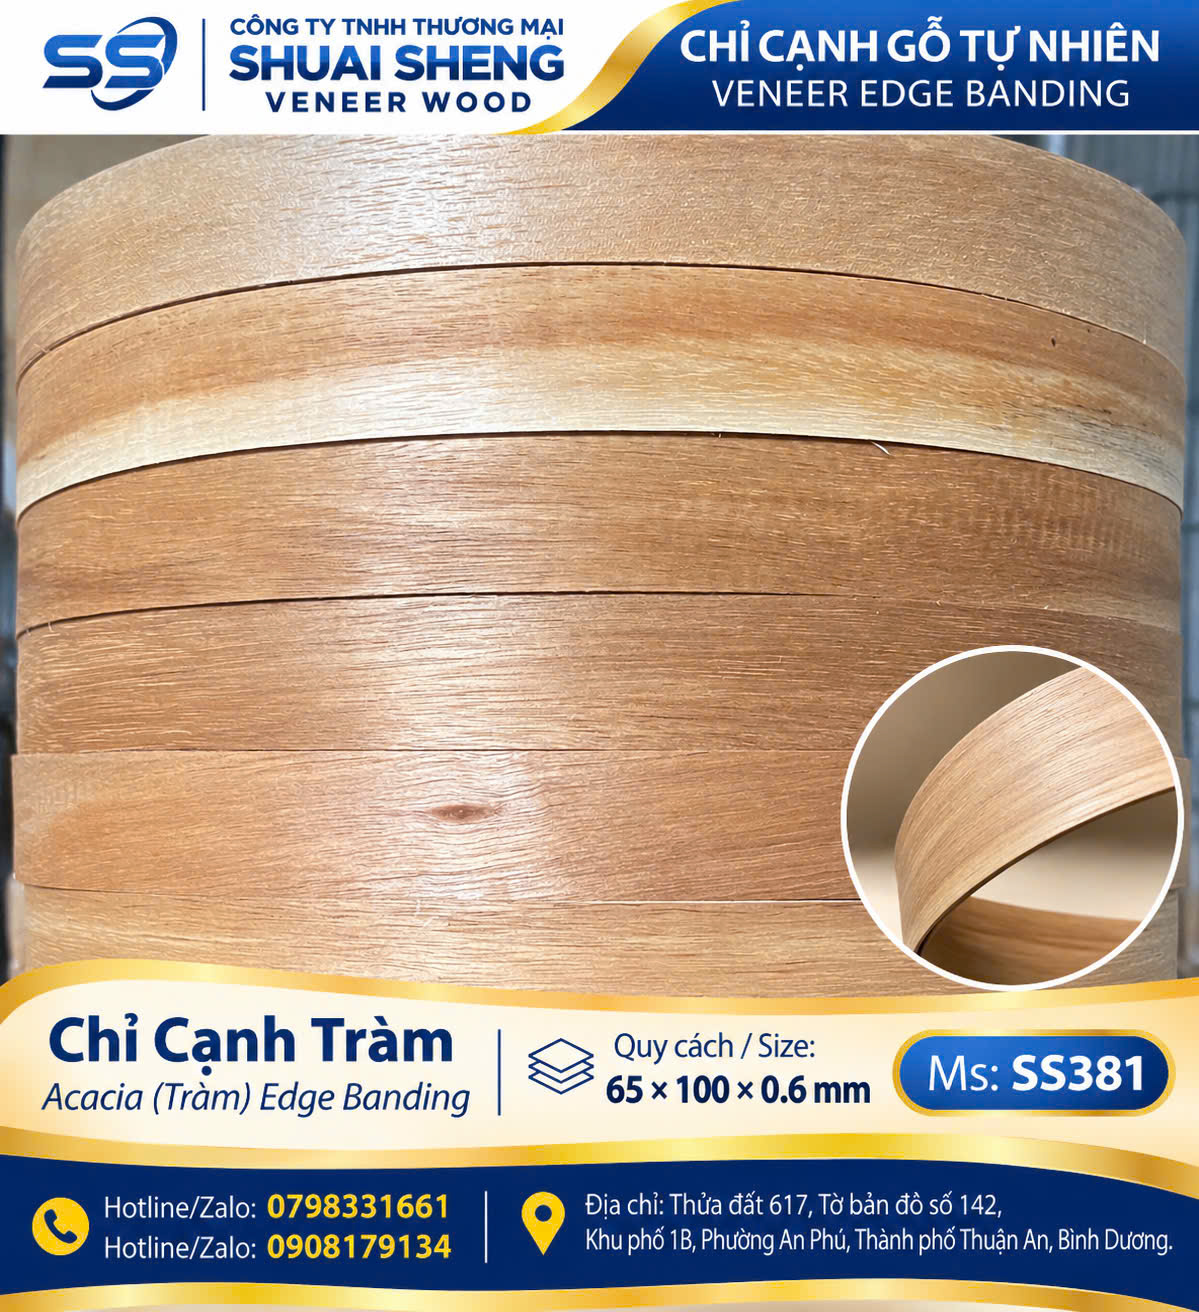 SS
CÔNG TY TNHH THƯƠNG MẠI
SHUAI SHENG
VENEER WOOD
CHỈ CẠNH GỖ TỰ NHIÊN
VENEER EDGE BANDING
Chỉ Cạnh Tràm
Acacia (Tràm) Edge Banding
Quy cách / Size:
65 × 100 × 0.6 mm
Ms: SS381
Hotline/Zalo: 0798331661
Hotline/Zalo: 0908179134
Địa chỉ: Thửa đất 617, Tờ bản đồ số 142,
Khu phố 1B, Phường An Phú, Thành phố Thuận An, Bình Dương.